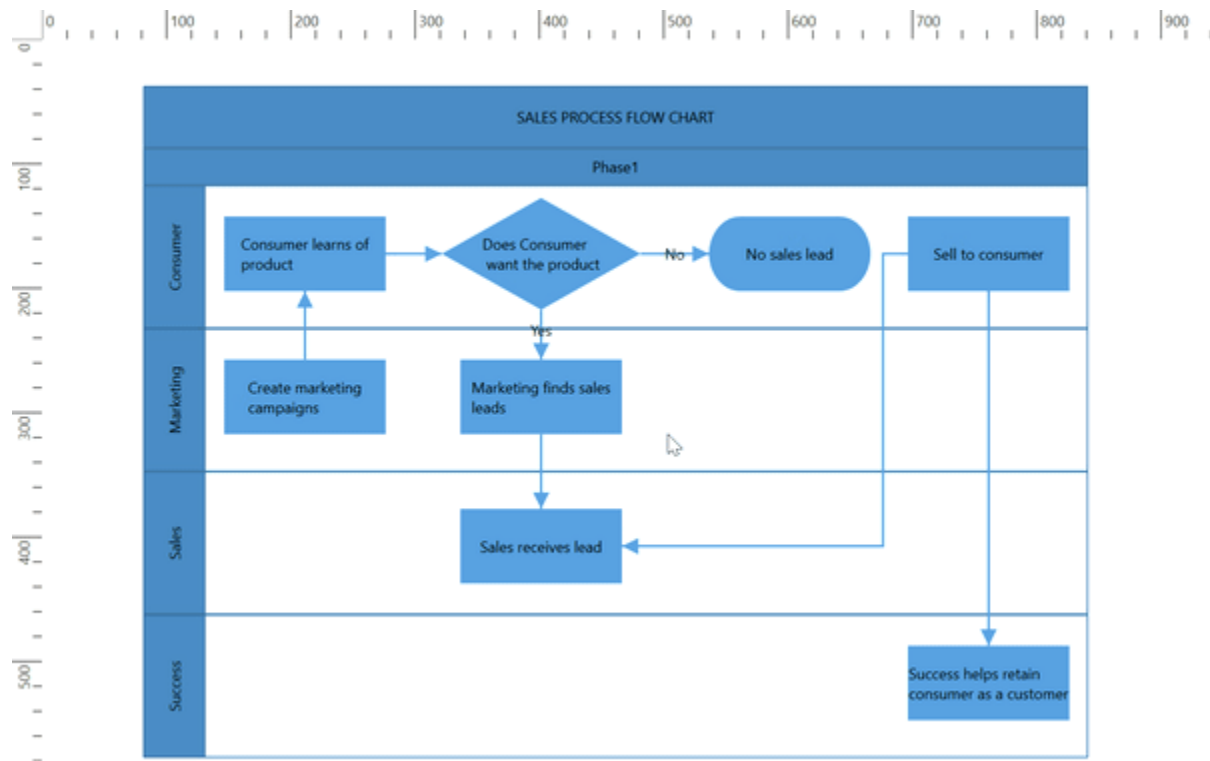 0
100
200
300
400
500
600
700
800
900
0
100
200
300
400
500
SALES PROCESS FLOW CHART
Phase1
Consumer
Consumer learns of
product
Does Consumer
want the product
No
No sales lead
Sell to consumer
Yes
Marketing
Create marketing
campaigns
Marketing finds sales
leads
Sales
Sales receives lead
Success
Success helps retain
consumer as a customer